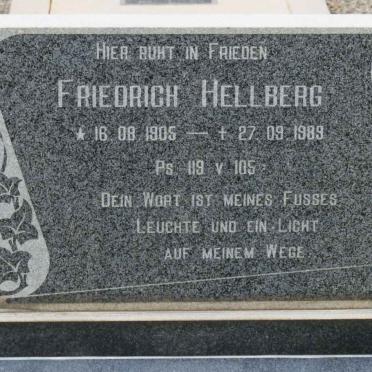 Hier ruht in Frieden
Friedrich Hellberg
* 16.08.1905 — + 27.09.1989
Ps. 119 v 105
Dein Wort ist meines Fusses
Leuchte und ein Licht
auf meinem Wege